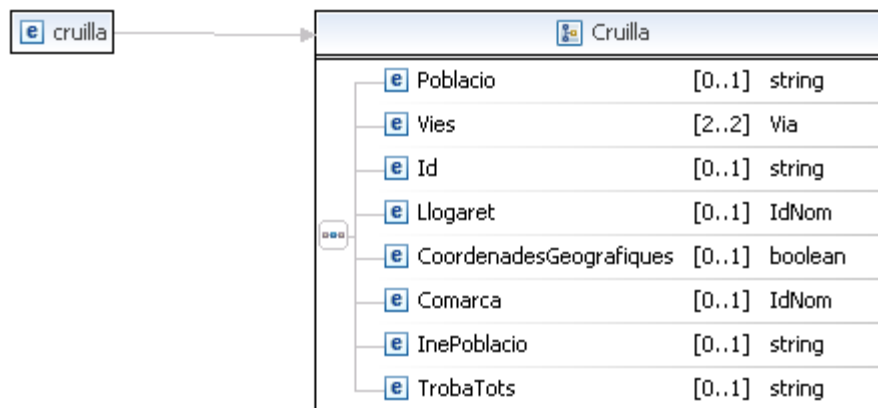 e cruilla
Cruilla
e Poblacio [0..1] string
e Vies [2..2] Via
e Id [0..1] string
e Llogaret [0..1] IdNom
e CoordenadesGeografiques [0..1] boolean
e Comarca [0..1] IdNom
e InePoblacio [0..1] string
e TrobaTots [0..1] string